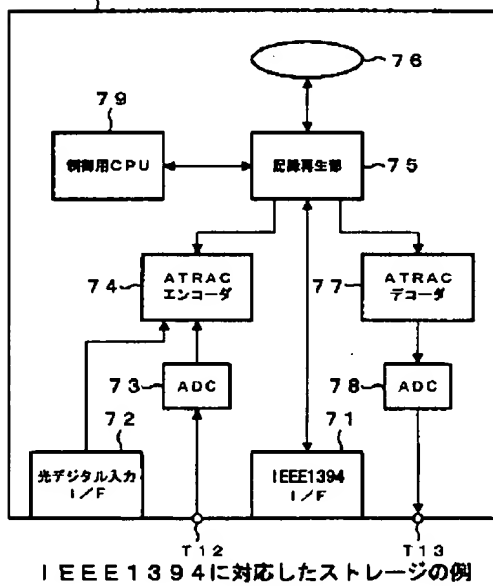 76
79
制御用CPU
記録再生部
75
74
ATRAC
エンコーダ
77
ATRAC
デコーダ
73
ADC
78
ADC
72
光デジタル入力
I/F
71
IEEE1394
I/F
T12
T13
IEEE1394に対応したストレージの例